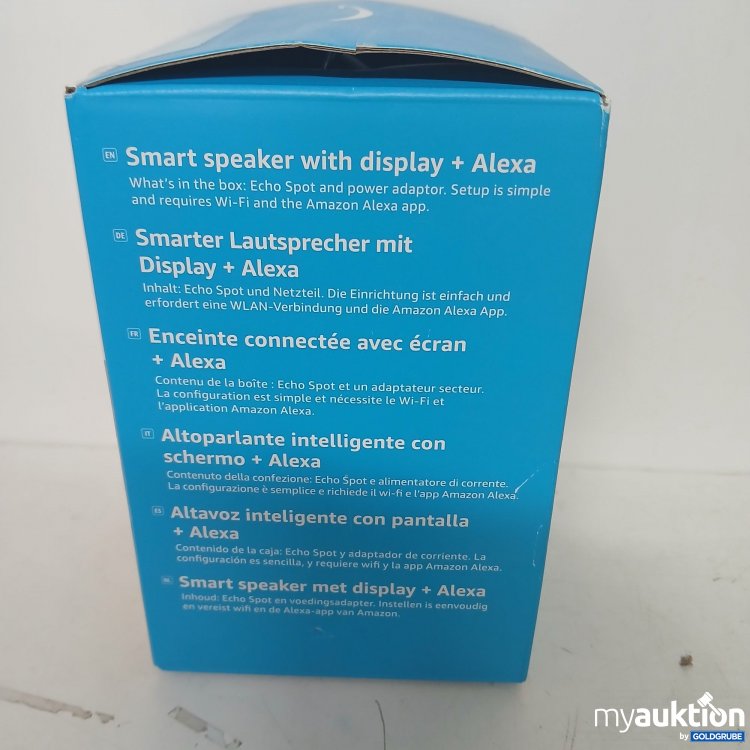 EN Smart speaker with display + Alexa
What's in the box: Echo Spot and power adaptor. Setup is simple
and requires Wi-Fi and the Amazon Alexa app.
DE Smarter Lautsprecher mit
Display + Alexa
Inhalt: Echo Spot und Netzteil. Die Einrichtung ist einfach und
erfordert eine WLAN-Verbindung und die Amazon Alexa App.
FR Enceinte connectée avec écran
+ Alexa
Contenu de la boîte : Echo Spot et un adaptateur secteur.
La configuration est simple et nécessite le Wi-Fi et
l'application Amazon Alexa.
IT Altoparlante intelligente con
schermo + Alexa
Contenuto della confezione: Echo Spot e alimentatore di corrente.
La configurazione è semplice e richiede il wi-fi e l'app Amazon Alexa.
ES Altavoz inteligente con pantalla
+ Alexa
Contenido de la caja: Echo Spot y adaptador de corriente. La
configuración es sencilla, y requiere wifi y la app Amazon Alexa.
NL Smart speaker met display + Alexa
Inhoud: Echo Spot en voedingsadapter. Instellen is eenvoudig
en vereist wifi en de Alexa-app van Amazon.
myauktion
by GOLDGRUBE